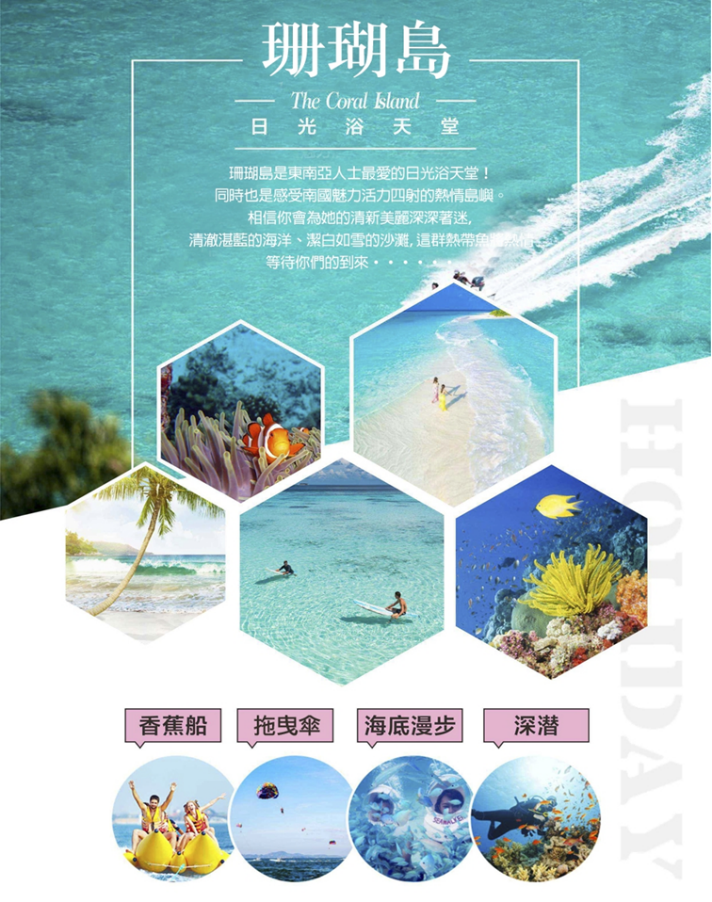 珊瑚島
The Coral Island
日光浴天堂
珊瑚島是東南亞人士最愛的日光浴天堂！
同時也是感受南國魅力活力四射的熱情島嶼。
相信你會為她的清新美麗深深著迷,
清澈湛藍的海洋、潔白如雪的沙灘, 這群熱帶魚
等待你們的到來・・・・・・
HOLIDAY
香蕉船
拖曳傘
海底漫步
深潜